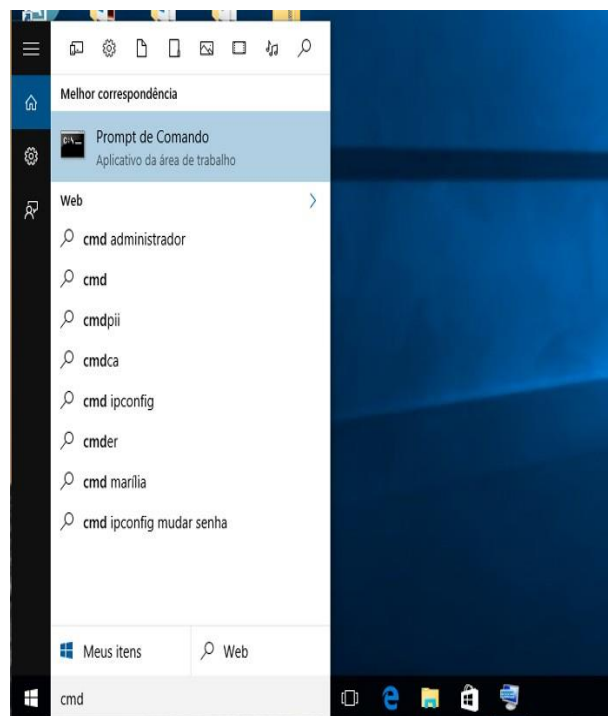 Melhor correspondência
C:\_
Prompt de Comando
Aplicativo da área de trabalho
Web
cmd administrador
cmd
cmdpii
cmdca
cmd ipconfig
cmder
cmd marília
cmd ipconfig mudar senha
Meus itens
Web
cmd